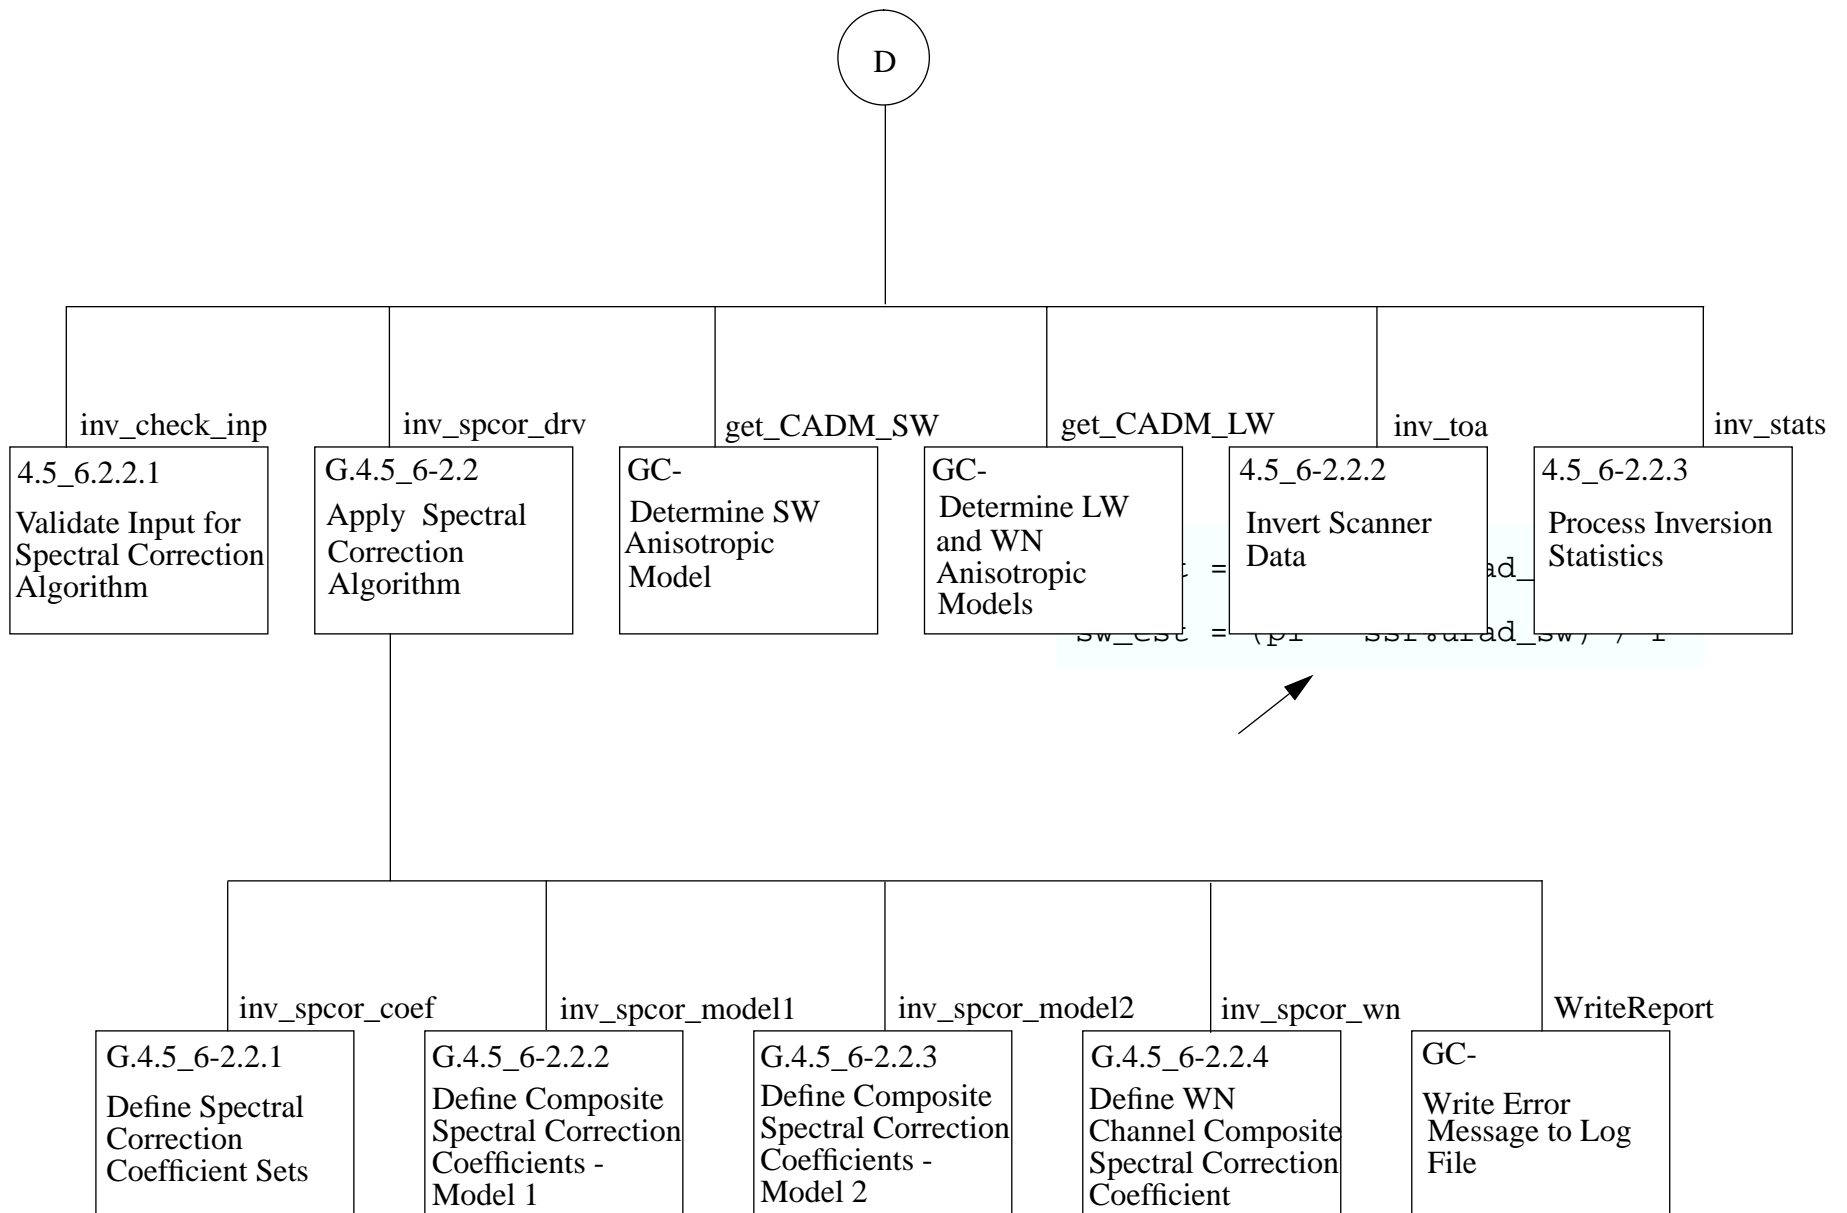 D
inv_check_inp
4.5_6.2.2.1
Validate Input for
Spectral Correction
Algorithm
inv_spcor_drv
G.4.5_6-2.2
Apply Spectral
Correction
Algorithm
get_CADM_SW
GC-
Determine SW
Anisotropic
Model
get_CADM_LW
GC-
Determine LW
and WN
Anisotropic
Models
inv_toa
4.5_6-2.2.2
Invert Scanner
Data
inv_stats
4.5_6-2.2.3
Process Inversion
Statistics
=
inv_spcor_coef
G.4.5_6-2.2.1
Define Spectral
Correction
Coefficient Sets
inv_spcor_model1
G.4.5_6-2.2.2
Define Composite
Spectral Correction
Coefficients -
Model 1
inv_spcor_model2
G.4.5_6-2.2.3
Define Composite
Spectral Correction
Coefficients -
Model 2
inv_spcor_wn
G.4.5_6-2.2.4
Define WN
Channel Composite
Spectral Correction
Coefficient
WriteReport
GC-
Write Error
Message to Log
File